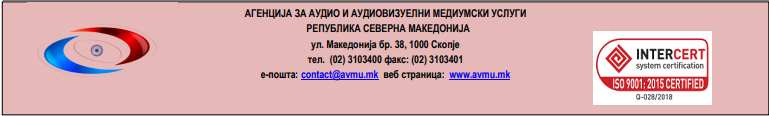 АГЕНЦИЈА ЗА АУДИО И АУДИОВИЗУЕЛНИ МЕДИУМСКИ УСЛУГИ
РЕПУБЛИКА СЕВЕРНА МАКЕДОНИЈА
ул. Македонија бр. 38, 1000 Скопје
тел. (02) 3103400 факс: (02) 3103401
е-пошта: contact@avmu.mk веб страница: www.avmu.mk
INTERCERT
system certification
ISO 9001: 2015 CERTIFIED
Q-028/2018